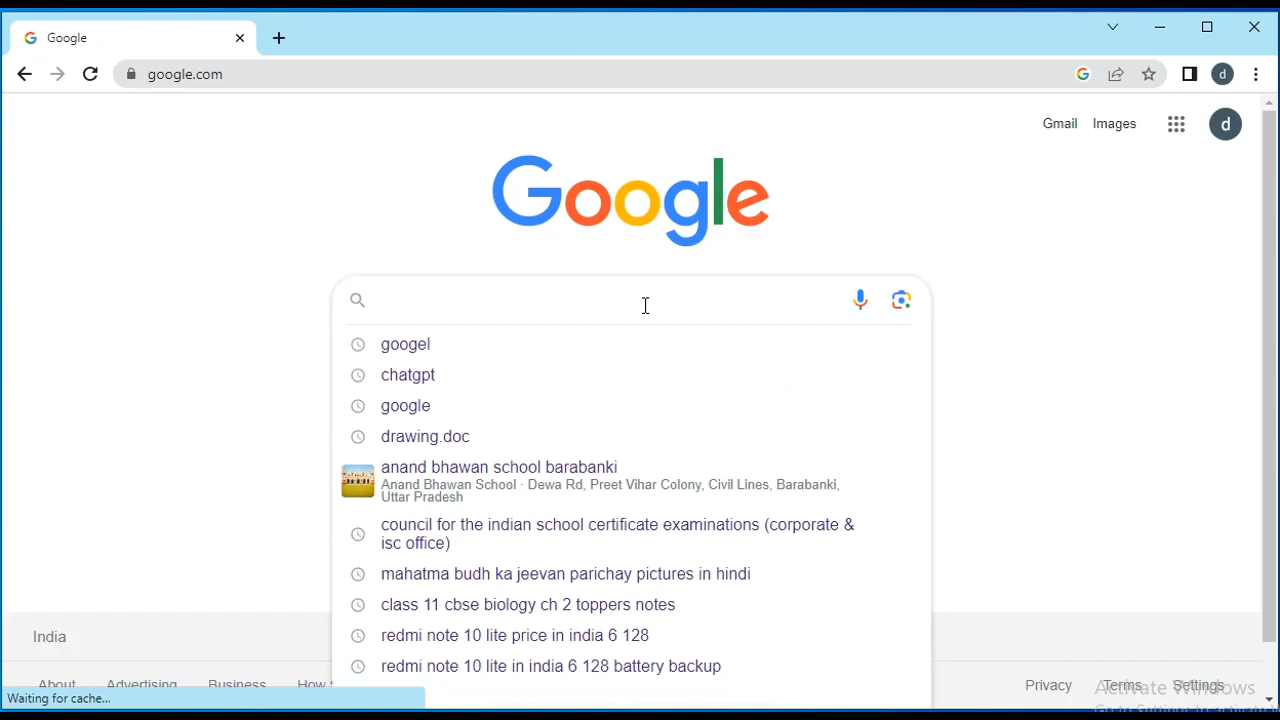 Google
google.com
d
Gmail Images d
Google
googel
chatgpt
google
drawing.doc
anand bhawan school barabanki
Anand Bhawan School · Dewa Rd, Preet Vihar Colony, Civil Lines, Barabanki,
Uttar Pradesh
council for the indian school certificate examinations (corporate &
isc office)
mahatma budh ka jeevan parichay pictures in hindi
class 11 cbse biology ch 2 toppers notes
redmi note 10 lite price in india 6 128
redmi note 10 lite in india 6 128 battery backup
India
About Advertising Business How
Privacy Terms Settings
Activate Windows
Waiting for cache...